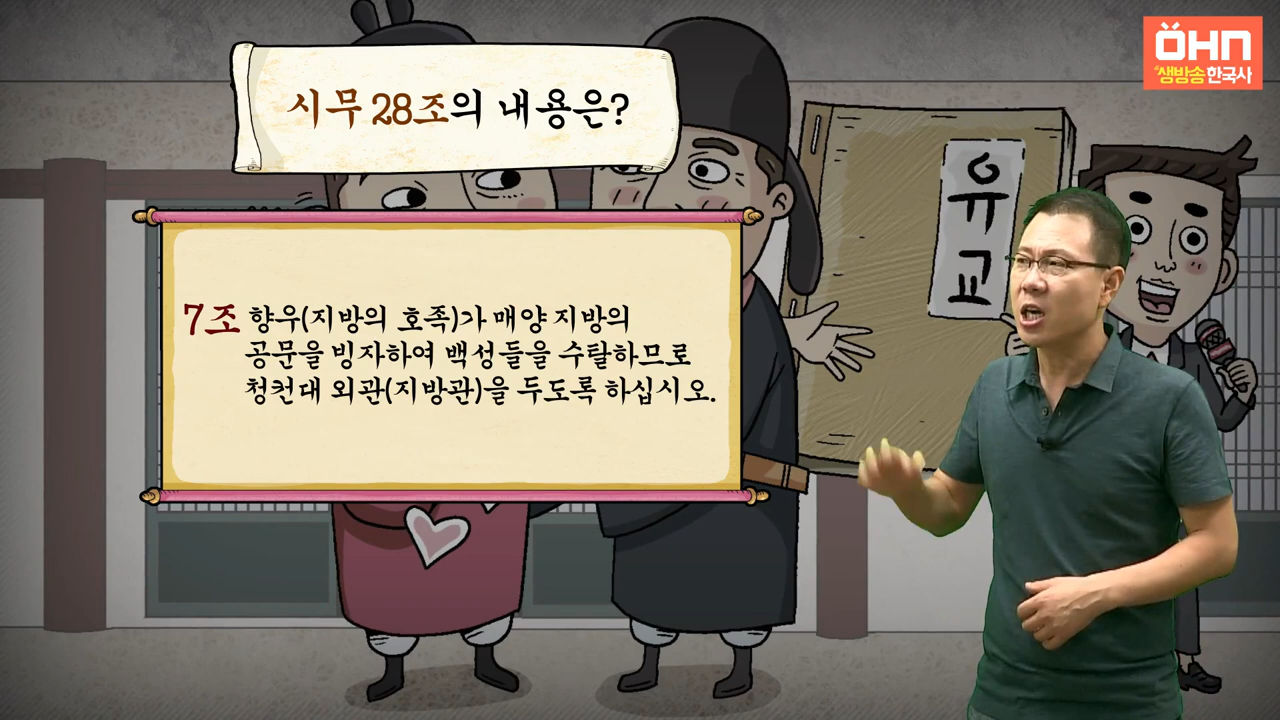 ÖHn
생방송 한국사
시무 28조의 내용은?
유교
7조 향우(지방의 호족)가 매양 지방의
공문을 빙자하여 백성들을 수탈하므로
청컨대 외관(지방관)을 두도록 하십시오.